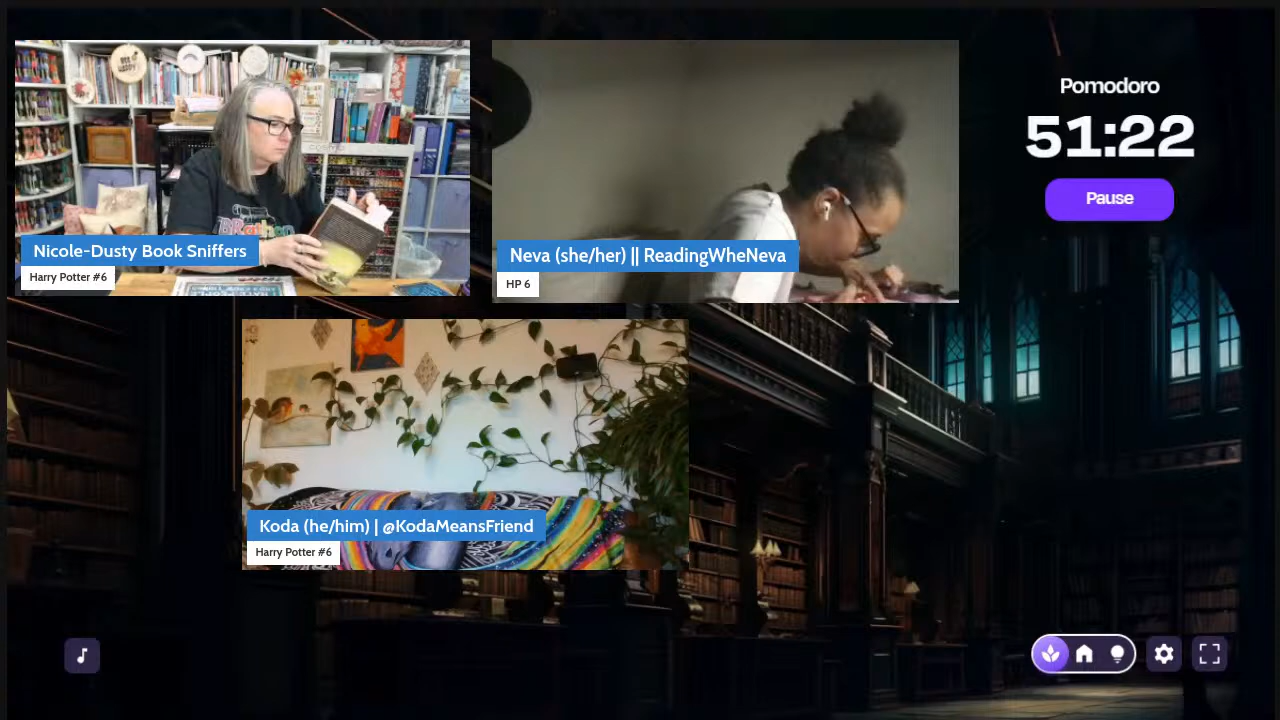 Nicole-Dusty Book Sniffers
Harry Potter #6
Neva (she/her) || ReadingWheNeva
HP 6
Pomodoro
51:22
Pause
Koda (he/him) | @KodaMeansFriend
Harry Potter #6